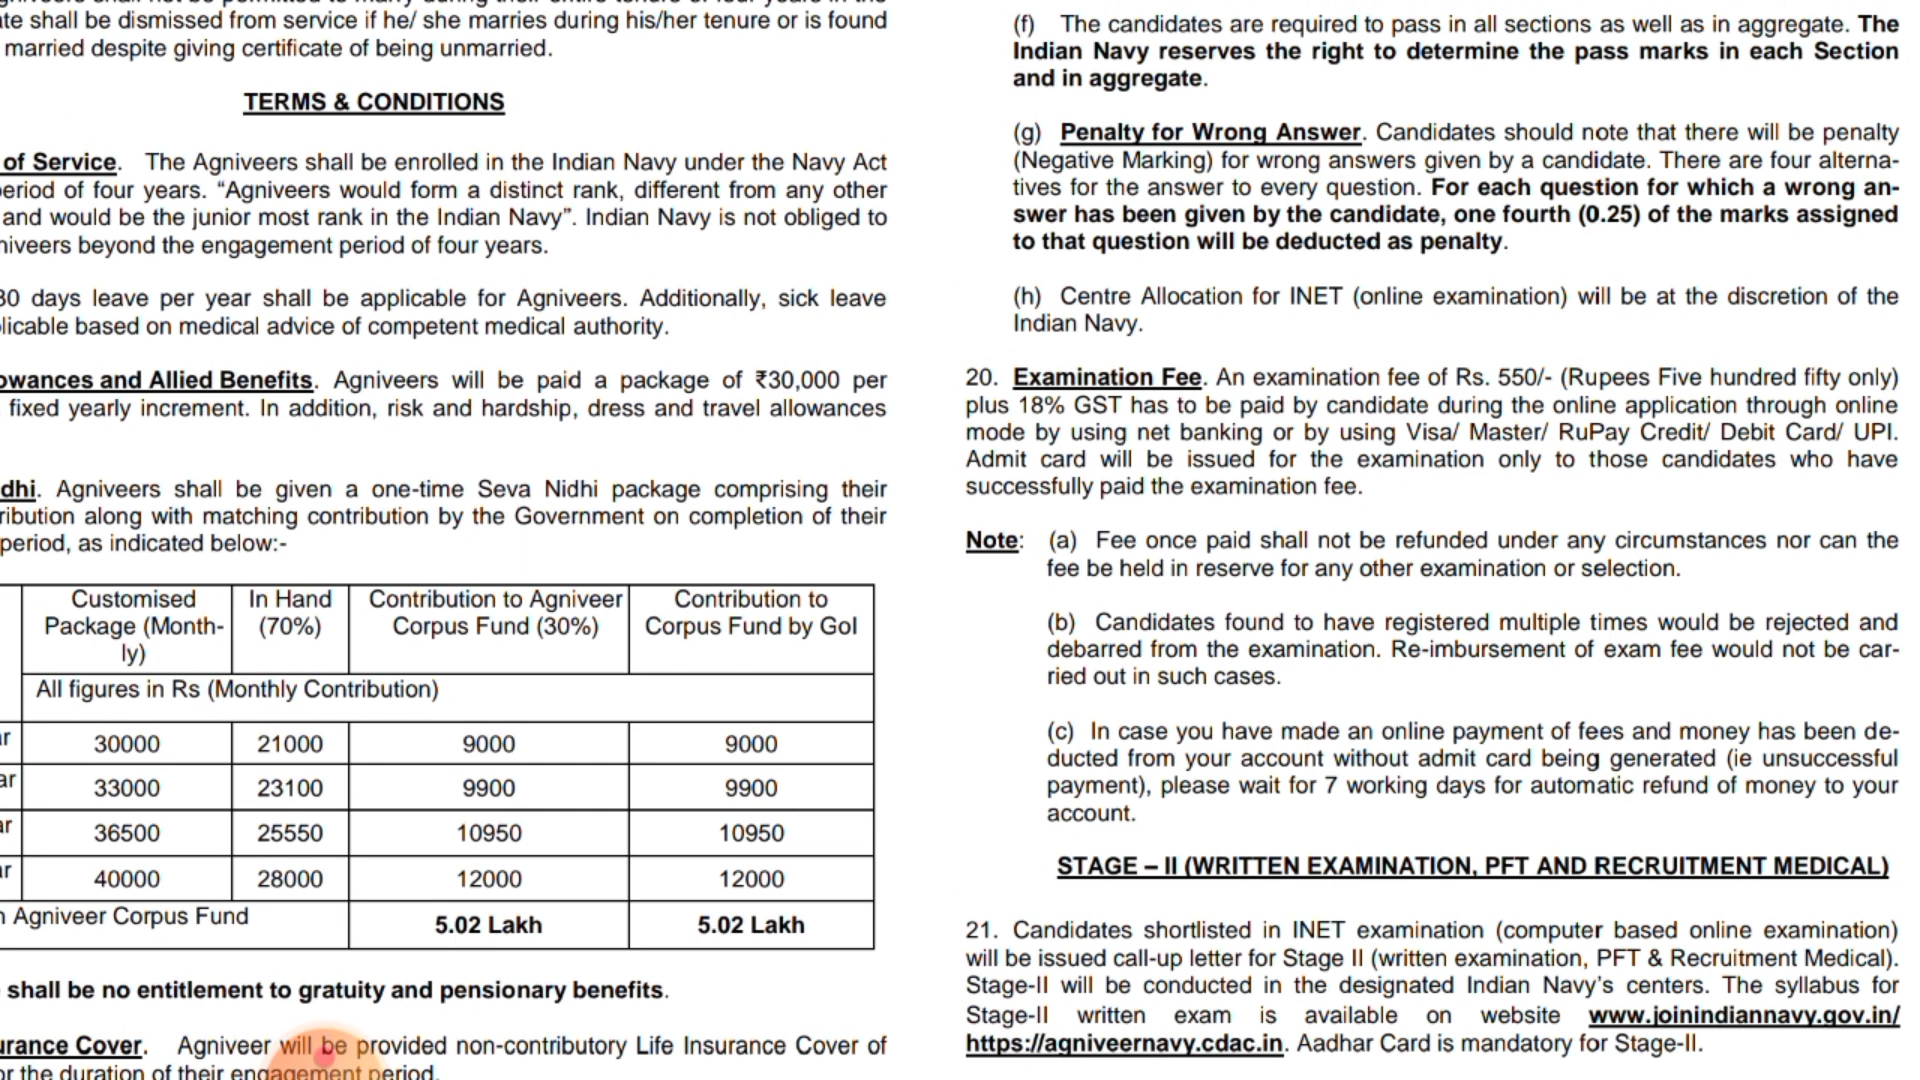 ate shall be dismissed from service if he/ she marries during his/her tenure or is found
married despite giving certificate of being unmarried.
TERMS & CONDITIONS
of Service. The Agniveers shall be enrolled in the Indian Navy under the Navy Act
period of four years. “Agniveers would form a distinct rank, different from any other
and would be the junior most rank in the Indian Navy”. Indian Navy is not obliged to
niveers beyond the engagement period of four years.
30 days leave per year shall be applicable for Agniveers. Additionally, sick leave
licable based on medical advice of competent medical authority.
owances and Allied Benefits. Agniveers will be paid a package of ₹30,000 per
fixed yearly increment. In addition, risk and hardship, dress and travel allowances
dhi. Agniveers shall be given a one-time Seva Nidhi package comprising their
ribution along with matching contribution by the Government on completion of their
period, as indicated below:-
Customised Package (Month-ly) In Hand (70%) Contribution to Agniveer Corpus Fund (30%) Contribution to Corpus Fund by GoI
All figures in Rs (Monthly Contribution)
ar 30000 21000 9000 9000
ar 33000 23100 9900 9900
ar 36500 25550 10950 10950
ar 40000 28000 12000 12000
n Agniveer Corpus Fund 5.02 Lakh 5.02 Lakh
shall be no entitlement to gratuity and pensionary benefits.
urance Cover. Agniveer will be provided non-contributory Life Insurance Cover of
or the duration of their engagement period.
(f) The candidates are required to pass in all sections as well as in aggregate. The
Indian Navy reserves the right to determine the pass marks in each Section
and in aggregate.
(g) Penalty for Wrong Answer. Candidates should note that there will be penalty
(Negative Marking) for wrong answers given by a candidate. There are four alterna-
tives for the answer to every question. For each question for which a wrong an-
swer has been given by the candidate, one fourth (0.25) of the marks assigned
to that question will be deducted as penalty.
(h) Centre Allocation for INET (online examination) will be at the discretion of the
Indian Navy.
20. Examination Fee. An examination fee of Rs. 550/- (Rupees Five hundred fifty only)
plus 18% GST has to be paid by candidate during the online application through online
mode by using net banking or by using Visa/ Master/ RuPay Credit/ Debit Card/ UPI.
Admit card will be issued for the examination only to those candidates who have
successfully paid the examination fee.
Note: (a) Fee once paid shall not be refunded under any circumstances nor can the
fee be held in reserve for any other examination or selection.
(b) Candidates found to have registered multiple times would be rejected and
debarred from the examination. Re-imbursement of exam fee would not be car-
ried out in such cases.
(c) In case you have made an online payment of fees and money has been de-
ducted from your account without admit card being generated (ie unsuccessful
payment), please wait for 7 working days for automatic refund of money to your
account.
STAGE – II (WRITTEN EXAMINATION, PFT AND RECRUITMENT MEDICAL)
21. Candidates shortlisted in INET examination (computer based online examination)
will be issued call-up letter for Stage II (written examination, PFT & Recruitment Medical).
Stage-II will be conducted in the designated Indian Navy’s centers. The syllabus for
Stage-II written exam is available on website www.joinindiannavy.gov.in/
https://agniveernavy.cdac.in. Aadhar Card is mandatory for Stage-II.